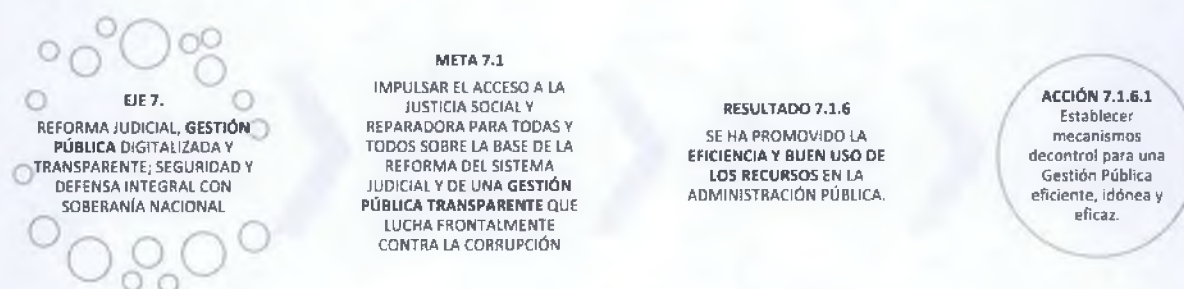 EJE 7.
REFORMA JUDICIAL, GESTIÓN
PÚBLICA DIGITALIZADA Y
TRANSPARENTE; SEGURIDAD Y
DEFENSA INTEGRAL CON
SOBERANÍA NACIONAL
META 7.1
IMPULSAR EL ACCESO A LA
JUSTICIA SOCIAL Y
REPARADORA PARA TODAS Y
TODOS SOBRE LA BASE DE LA
REFORMA DEL SISTEMA
JUDICIAL Y DE UNA GESTIÓN
PÚBLICA TRANSPARENTE QUE
LUCHA FRONTALMENTE
CONTRA LA CORRUPCIÓN
RESULTADO 7.1.6
SE HA PROMOVIDO LA
EFICIENCIA Y BUEN USO DE
LOS RECURSOS EN LA
ADMINISTRACIÓN PÚBLICA.
ACCIÓN 7.1.6.1
Establecer
mecanismos
decontrol para una
Gestión Pública
eficiente, idónea y
eficaz.